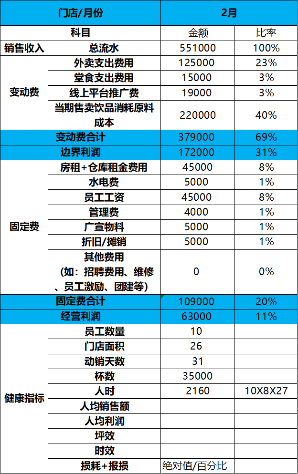 门店/月份 2月
科目 金额 比率
销售收入 总流水 551000 100%
变动费 外卖支出费用 125000 23%
堂食支出费用 15000 3%
线上平台推广费 19000 3%
当期售卖饮品消耗原料
成本 220000 40%
变动费合计 379000 69%
边界利润 172000 31%
固定费 房租+仓库租金费用 45000 8%
水电费 5000 1%
员工工资 45000 8%
管理费 4000 1%
广宣物料 5000 1%
折旧/摊销 5000 1%
其他费用
(如：招聘费用、维修
、员工激励、团建等) 0 0%
固定费合计 109000 20%
经营利润 63000 11%
健康指标 员工数量 10
门店面积 26
动销天数 31
杯数 35000
人时 2160 10X8X27
人均销售额
人均利润
坪效
时效
损耗+报损 绝对值/百分比